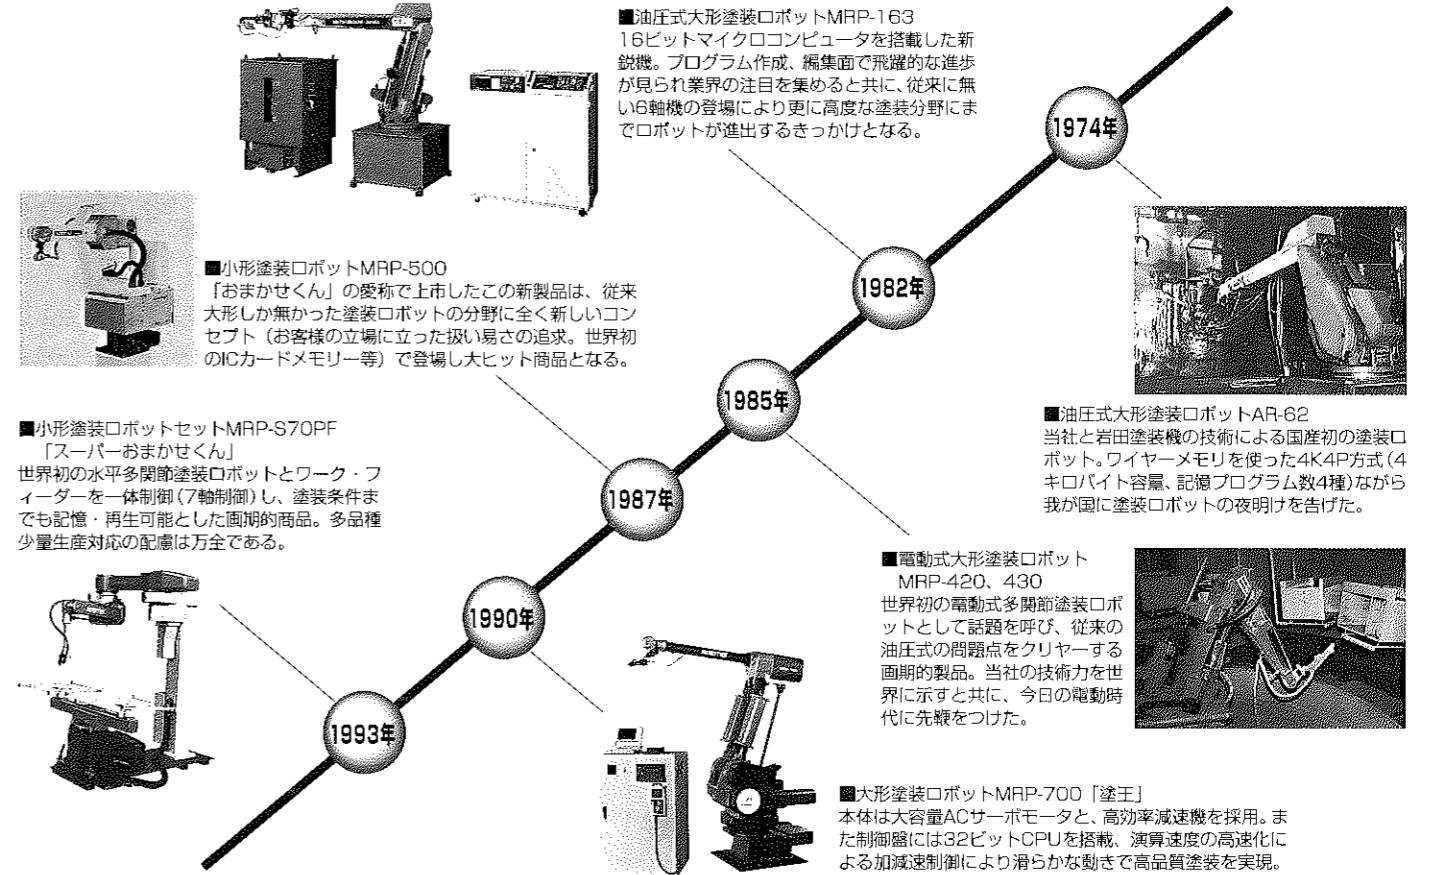 ■油圧式大形塗装ロボットMRP-163
16ビットマイクロコンピュータを搭載した新
鋭機。プログラム作成、編集面で飛躍的な進歩
が見られ業界の注目を集めると共に、従来に無
い6軸機の登場により更に高度な塗装分野にま
でロボットが進出するきっかけとなる。
1974年
1982年
■小形塗装ロボットMRP-500
「おまかせくん」の愛称で上市したこの新製品は、従来
大形しか無かった塗装ロボットの分野に全く新しいコン
セプト（お客様の立場に立った扱い易さの追求。世界初
のICカードメモリー等）で登場し大ヒット商品となる。
1985年
■油圧式大形塗装ロボットAR-62
当社と岩田塗装機の技術による国産初の塗装ロ
ボット。ワイヤーメモリを使った4K4P方式（4
キロバイト容量、記憶プログラム数4種）ながら
我が国に塗装ロボットの夜明けを告げた。
■小形塗装ロボットセットMRP-S70PF
「スーパーおまかせくん」
世界初の水平多関節塗装ロボットとワーク・フ
ィーダーを一体制御（7軸制御）し、塗装条件ま
でも記憶・再生可能とした画期的商品。多品種
少量生産対応の配慮は万全である。
1987年
■電動式大形塗装ロボット
MRP-420、430
世界初の電動式多関節塗装ロボ
ットとして話題を呼び、従来の
油圧式の問題点をクリヤーする
画期的製品。当社の技術力を世
界に示すと共に、今日の電動時
代に先鞭をつけた。
1990年
1993年
■大形塗装ロボットMRP-700「塗王」
本体は大容量ACサーボモータと、高効率減速機を採用。ま
た制御盤には32ビットCPUを搭載、演算速度の高速化に
よる加減速制御により滑らかな動きで高品質塗装を実現。